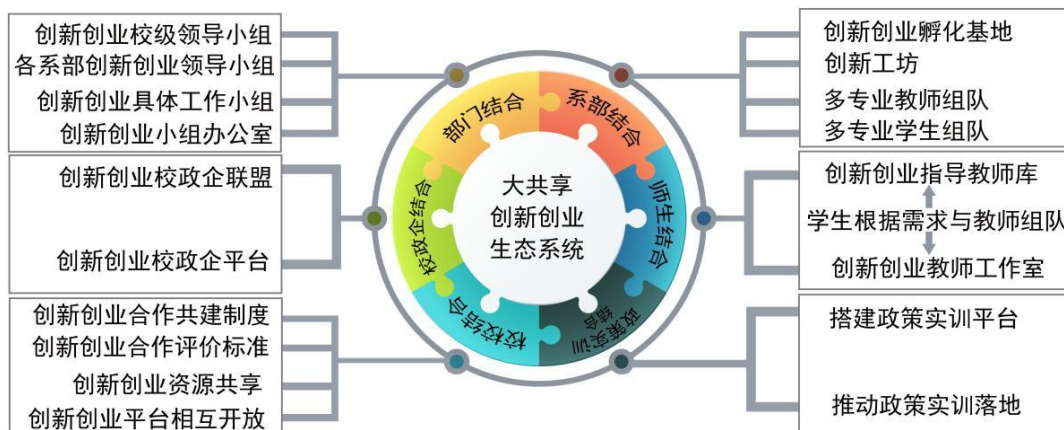 创新创业校级领导小组
各系部创新创业领导小组
创新创业具体工作小组
创新创业小组办公室
创新创业校政企联盟
创新创业校政企平台
创新创业合作共建制度
创新创业合作评价标准
创新创业资源共享
创新创业平台相互开放
部门结合
系部结合
校政企结合
师生结合
校校结合
政策实训
结合
大共享
创新创业
生态系统
创新创业孵化基地
创新工坊
多专业教师组队
多专业学生组队
创新创业指导教师库
学生根据需求与教师组队
创新创业教师工作室
搭建政策实训平台
推动政策实训落地